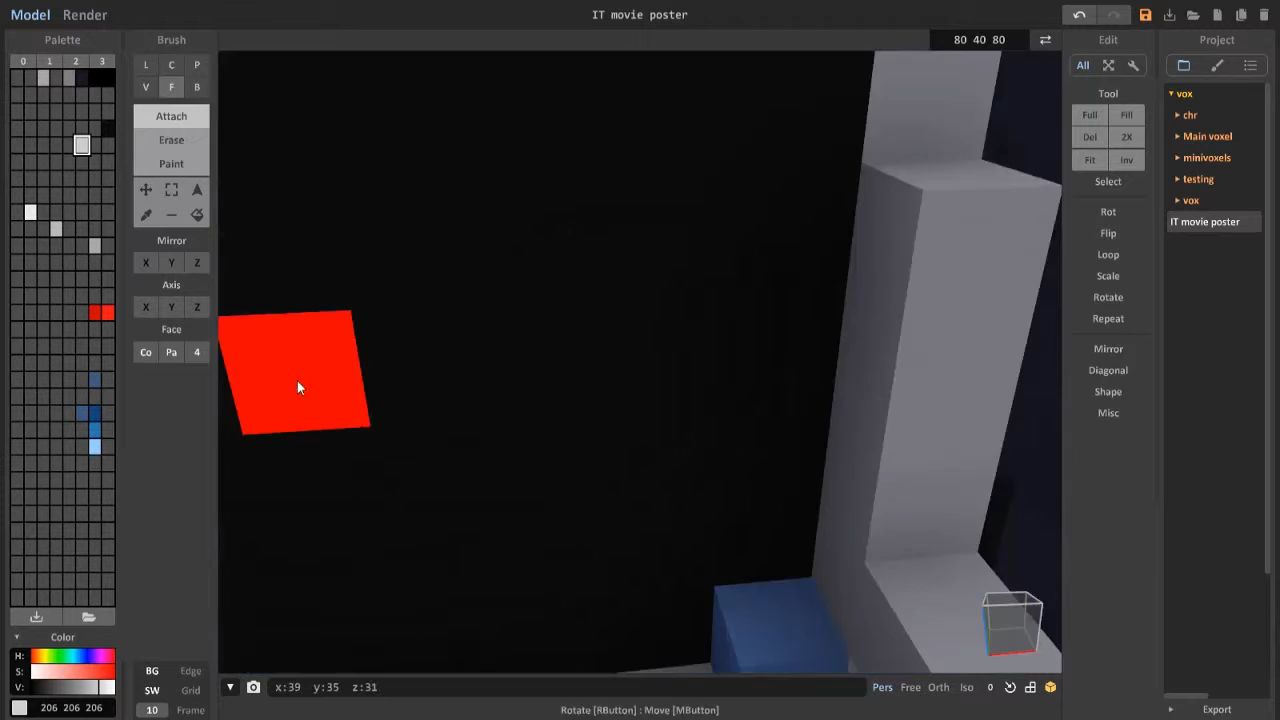 Model Render
IT movie poster
Palette
Brush
80 40 80
Edit
Project
0 1 2 3
L C P
V F B
Attach
Erase
Paint
Mirror
X Y Z
Axis
X Y Z
Face
Co Pa 4
All
Tool
Full Fill
Del 2X
Fit Inv
Select
Rot
Flip
Loop
Scale
Rotate
Repeat
Mirror
Diagonal
Shape
Misc
vox
chr
Main voxel
minivoxels
testing
vox
IT movie poster
Color
H:
S:
V:
206 206 206
BG Edge
SW Grid
10 Frame
x:39 y:35 z:31
Pers Free Orth Iso 0
Rotate [RButton] : Move [MButton]
Export